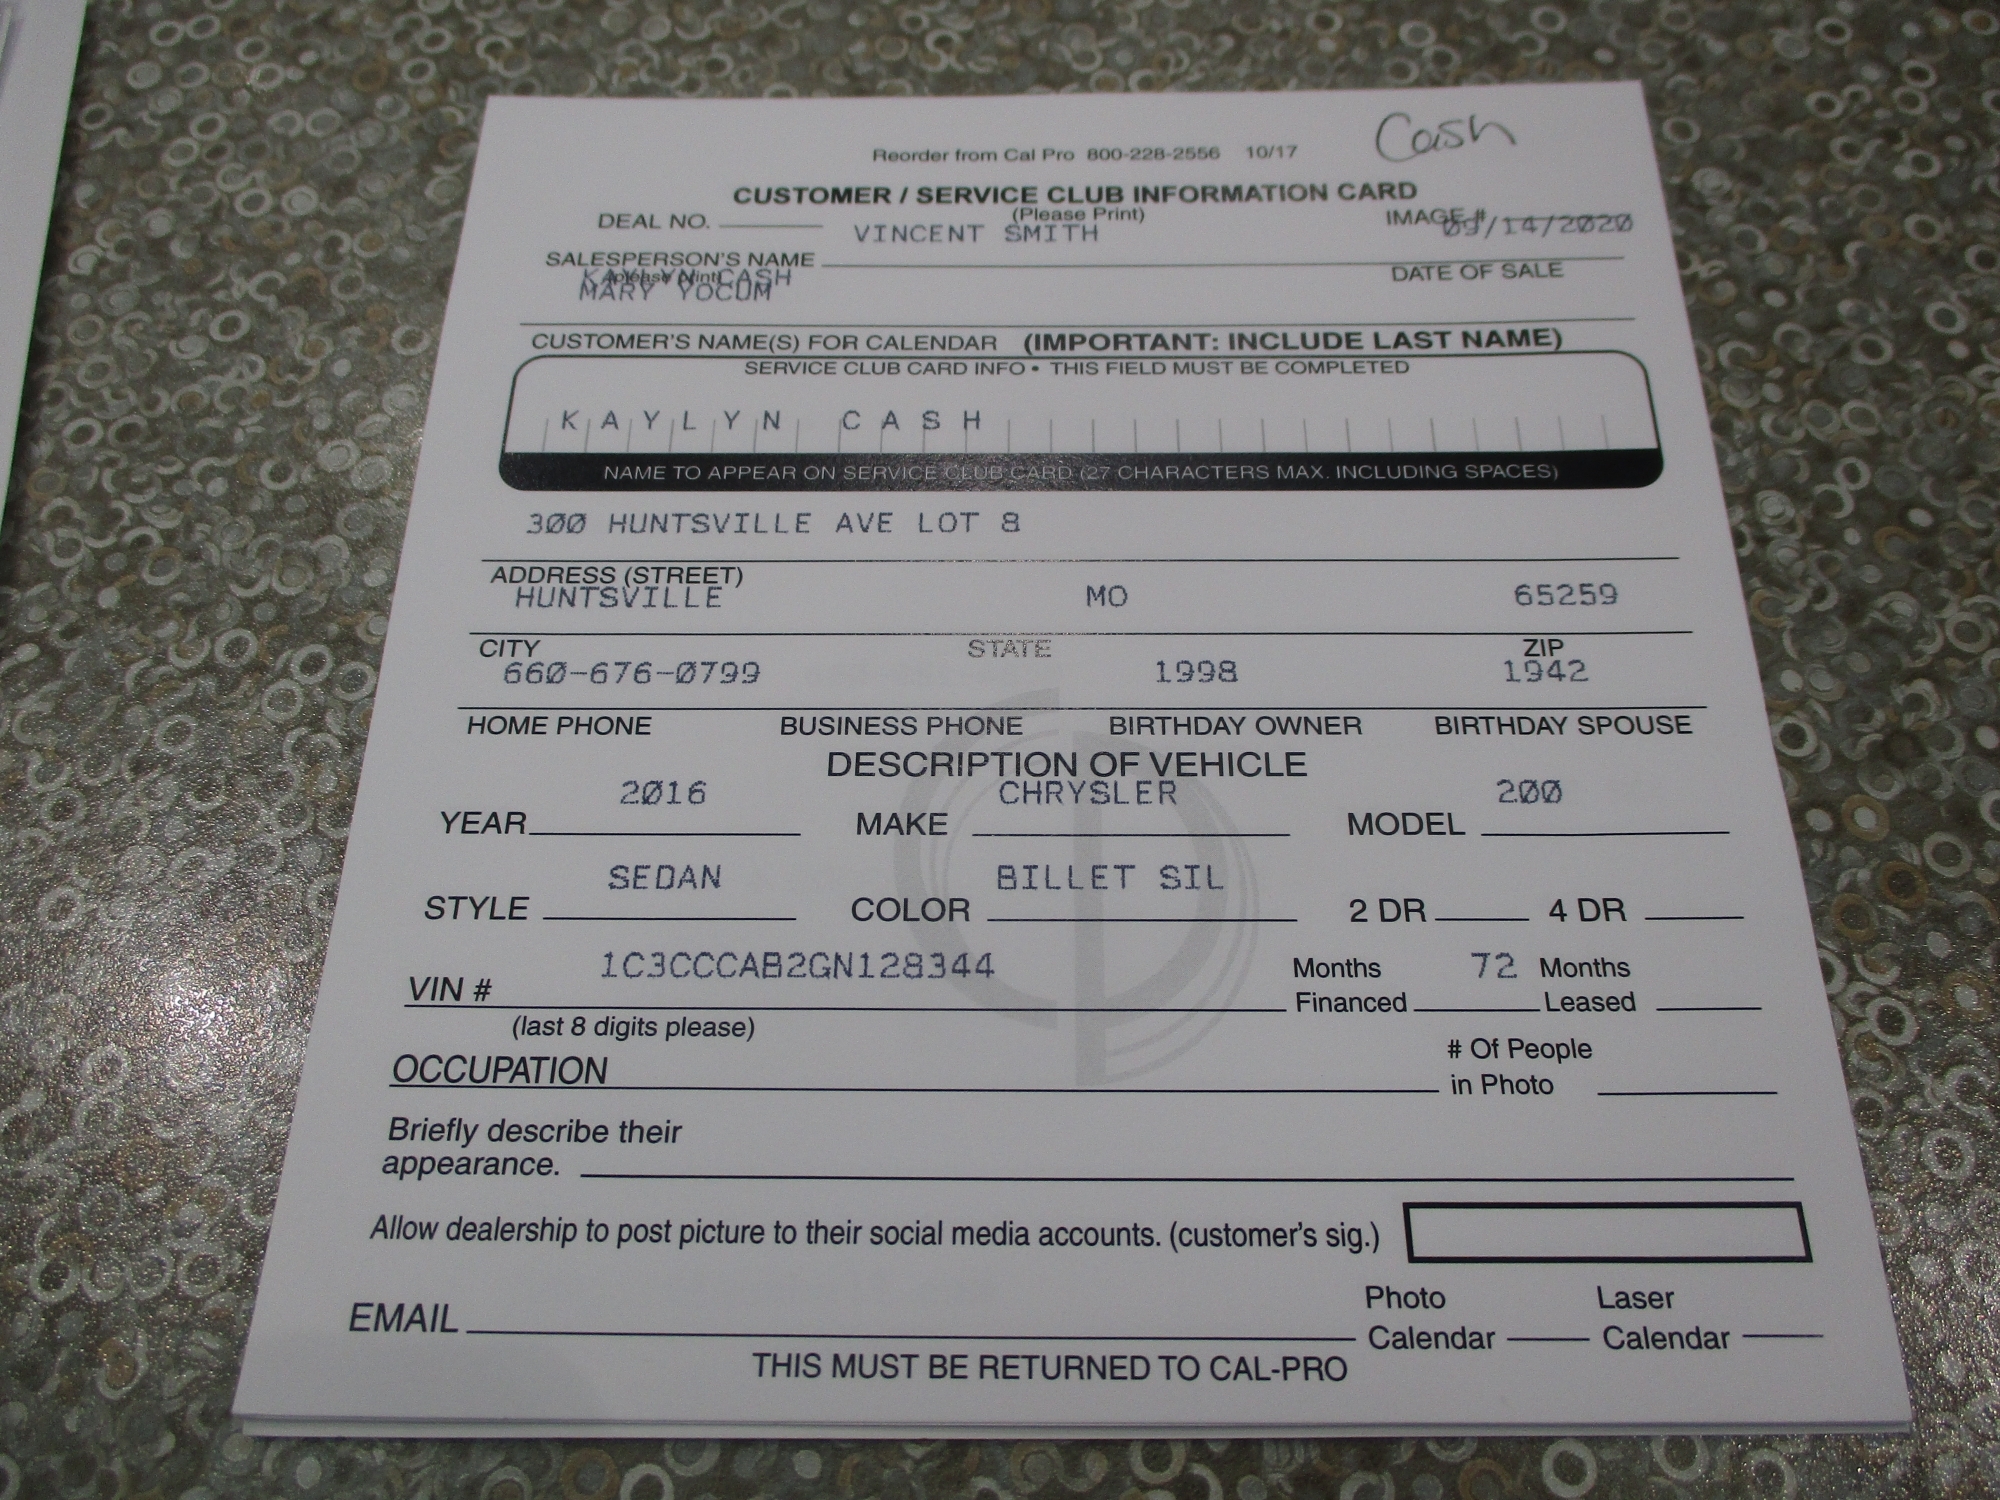 Cash
Reorder from Cal Pro 800-228-2556 10/17
CUSTOMER / SERVICE CLUB INFORMATION CARD
(Please Print)
DEAL NO. VINCENT SMITH IMAGE # 09/14/2020
SALESPERSON'S NAME DATE OF SALE
(please print)
KAYLYN CASH
MARY YOCUM
CUSTOMER'S NAME(S) FOR CALENDAR (IMPORTANT: INCLUDE LAST NAME)
SERVICE CLUB CARD INFO • THIS FIELD MUST BE COMPLETED
KAYLYN CASH
NAME TO APPEAR ON SERVICE CLUB CARD (27 CHARACTERS MAX. INCLUDING SPACES)
300 HUNTSVILLE AVE LOT 8
ADDRESS (STREET)
HUNTSVILLE MO 65259
CITY STATE ZIP
660-676-0799 1998 1942
HOME PHONE BUSINESS PHONE BIRTHDAY OWNER BIRTHDAY SPOUSE
DESCRIPTION OF VEHICLE
2016 CHRYSLER 200
YEAR MAKE MODEL
SEDAN BILLET SIL
STYLE COLOR 2 DR 4 DR
1C3CCCAB2GN128344 Months 72 Months
VIN # Financed Leased
(last 8 digits please)
OCCUPATION # Of People
in Photo
Briefly describe their
appearance.
Allow dealership to post picture to their social media accounts. (customer's sig.)
Photo Laser
EMAIL Calendar Calendar
THIS MUST BE RETURNED TO CAL-PRO